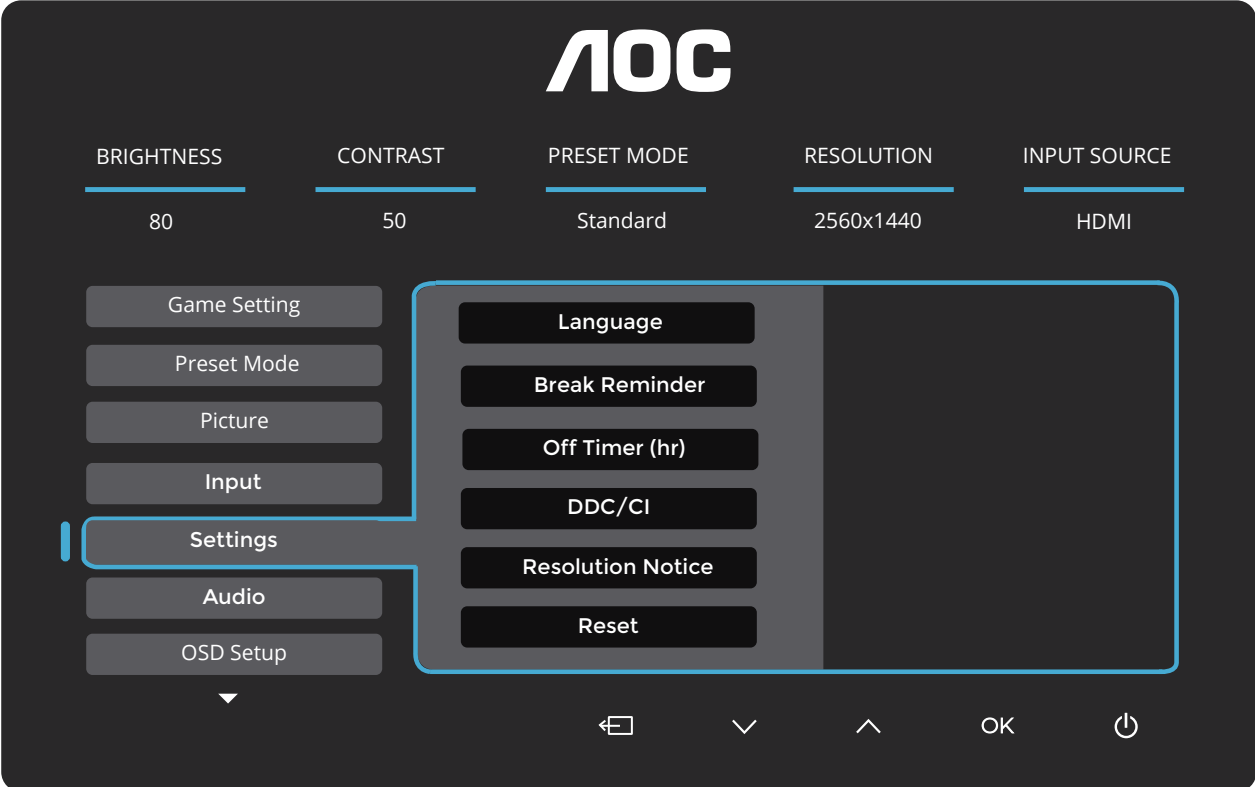 AOC
BRIGHTNESS CONTRAST PRESET MODE RESOLUTION INPUT SOURCE
80 50 Standard 2560x1440 HDMI
Game Setting
Preset Mode
Picture
Input
Settings
Audio
OSD Setup
Language
Break Reminder
Off Timer (hr)
DDC/CI
Resolution Notice
Reset
OK